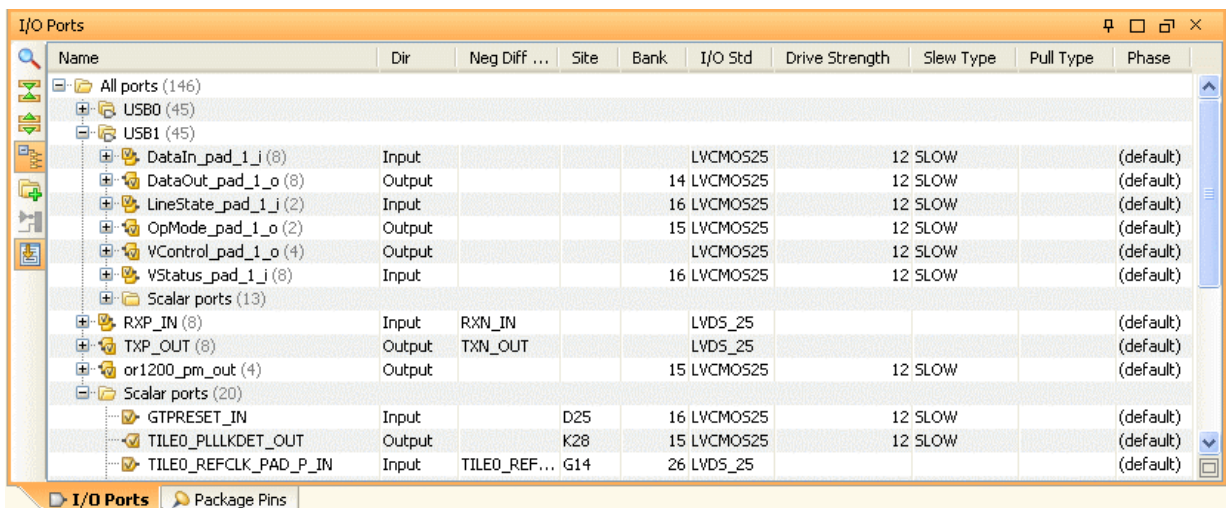 I/O Ports
Name Dir Neg Diff ... Site Bank I/O Std Drive Strength Slew Type Pull Type Phase
All ports (146)
USB0 (45)
USB1 (45)
DataIn_pad_1_i (8) Input LVCMOS25 12 SLOW (default)
DataOut_pad_1_o (8) Output 14 LVCMOS25 12 SLOW (default)
LineState_pad_1_i (2) Input 16 LVCMOS25 12 SLOW (default)
OpMode_pad_1_o (2) Output 15 LVCMOS25 12 SLOW (default)
VControl_pad_1_o (4) Output LVCMOS25 12 SLOW (default)
VStatus_pad_1_i (8) Input 16 LVCMOS25 12 SLOW (default)
Scalar ports (13)
RXP_IN (8) Input RXN_IN LVDS_25 (default)
TXP_OUT (8) Output TXN_OUT LVDS_25 (default)
or1200_pm_out (4) Output 15 LVCMOS25 12 SLOW (default)
Scalar ports (20)
GTPRESET_IN Input D25 16 LVCMOS25 12 SLOW (default)
TILE0_PLLLKDET_OUT Output K28 15 LVCMOS25 12 SLOW (default)
TILE0_REFCLK_PAD_P_IN Input TILE0_REF... G14 26 LVDS_25 (default)
I/O Ports Package Pins